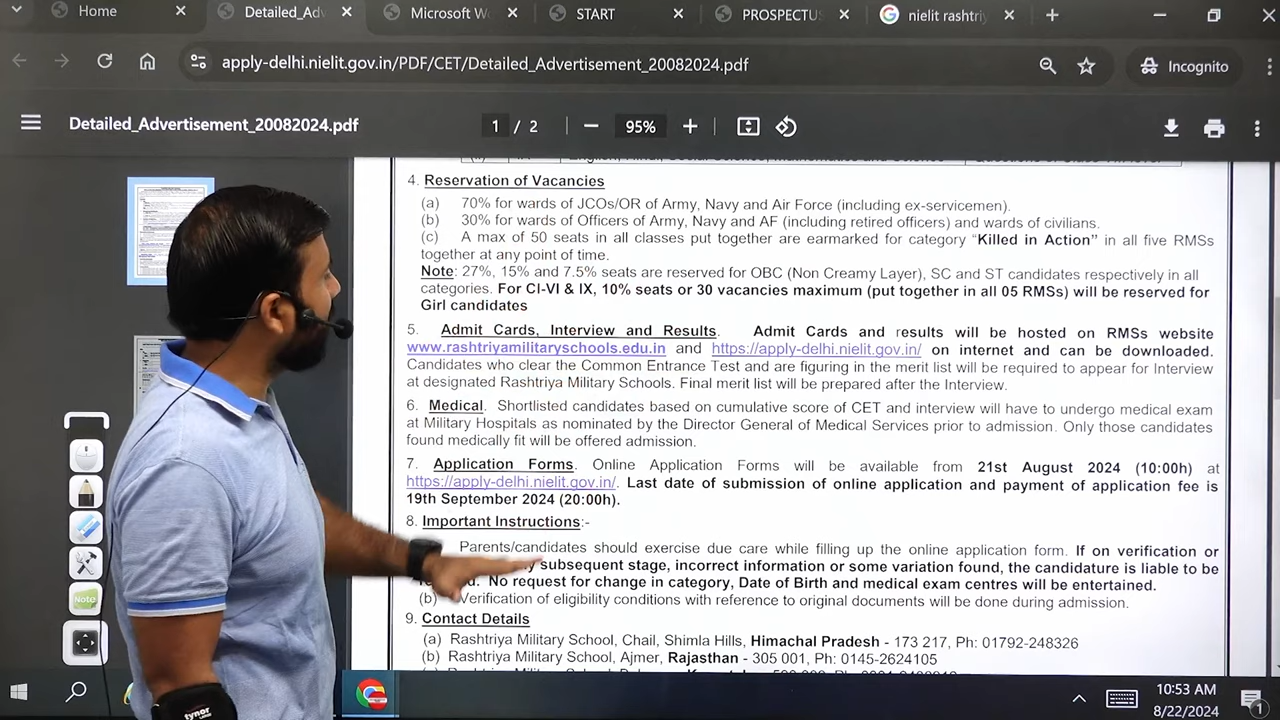 Home
Detailed_Adv
Microsoft Wo
START
PROSPECTUS
nielit rashtriy
apply-delhi.nielit.gov.in/PDF/CET/Detailed_Advertisement_20082024.pdf
Incognito
Detailed_Advertisement_20082024.pdf
1 / 2
95%
4. Reservation of Vacancies
(a) 70% for wards of JCOs/OR of Army, Navy and Air Force (including ex-servicemen).
(b) 30% for wards of Officers of Army, Navy and AF (including retired officers) and wards of civilians.
(c) A max of 50 seats in all classes put together are earmarked for category "Killed in Action" in all five RMSs
together at any point of time.
Note: 27%, 15% and 7.5% seats are reserved for OBC (Non Creamy Layer), SC and ST candidates respectively in all
categories. For Cl-VI & IX, 10% seats or 30 vacancies maximum (put together in all 05 RMSs) will be reserved for
Girl candidates
5. Admit Cards, Interview and Results. Admit Cards and results will be hosted on RMSs website
www.rashtriyamilitaryschools.edu.in and https://apply-delhi.nielit.gov.in/ on internet and can be downloaded.
Candidates who clear the Common Entrance Test and are figuring in the merit list will be required to appear for Interview
at designated Rashtriya Military Schools. Final merit list will be prepared after the Interview.
6. Medical. Shortlisted candidates based on cumulative score of CET and interview will have to undergo medical exam
at Military Hospitals as nominated by the Director General of Medical Services prior to admission. Only those candidates
found medically fit will be offered admission.
7. Application Forms. Online Application Forms will be available from 21st August 2024 (10:00h) at
https://apply-delhi.nielit.gov.in/. Last date of submission of online application and payment of application fee is
19th September 2024 (20:00h).
8. Important Instructions:-
Parents/candidates should exercise due care while filling up the online application form. If on verification or
subsequent stage, incorrect information or some variation found, the candidature is liable to be
No request for change in category, Date of Birth and medical exam centres will be entertained.
(b) Verification of eligibility conditions with reference to original documents will be done during admission.
9. Contact Details
(a) Rashtriya Military School, Chail, Shimla Hills, Himachal Pradesh - 173 217, Ph: 01792-248326
(b) Rashtriya Military School, Ajmer, Rajasthan - 305 001, Ph: 0145-2624105
Note
tynor
10:53 AM
8/22/2024
1